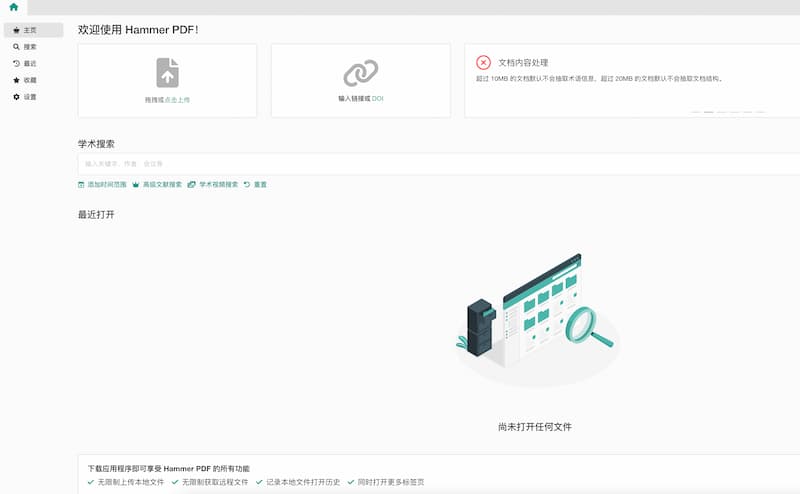 主页
搜索
最近
收藏
设置
欢迎使用 Hammer PDF!
拖拽或点击上传
输入链接或 DOI
文档内容处理
超过 10MB 的文档默认不会抽取术语信息，超过 20MB 的文档默认不会抽取文档结构。
学术搜索
输入关键字、作者、会议等
添加时间范围 高级文献搜索 学术视频搜索 重置
最近打开
尚未打开任何文件
下载应用程序即可享受 Hammer PDF 的所有功能
无限制上传本地文件 无限制获取远程文件 记录本地文件打开历史 同时打开更多标签页